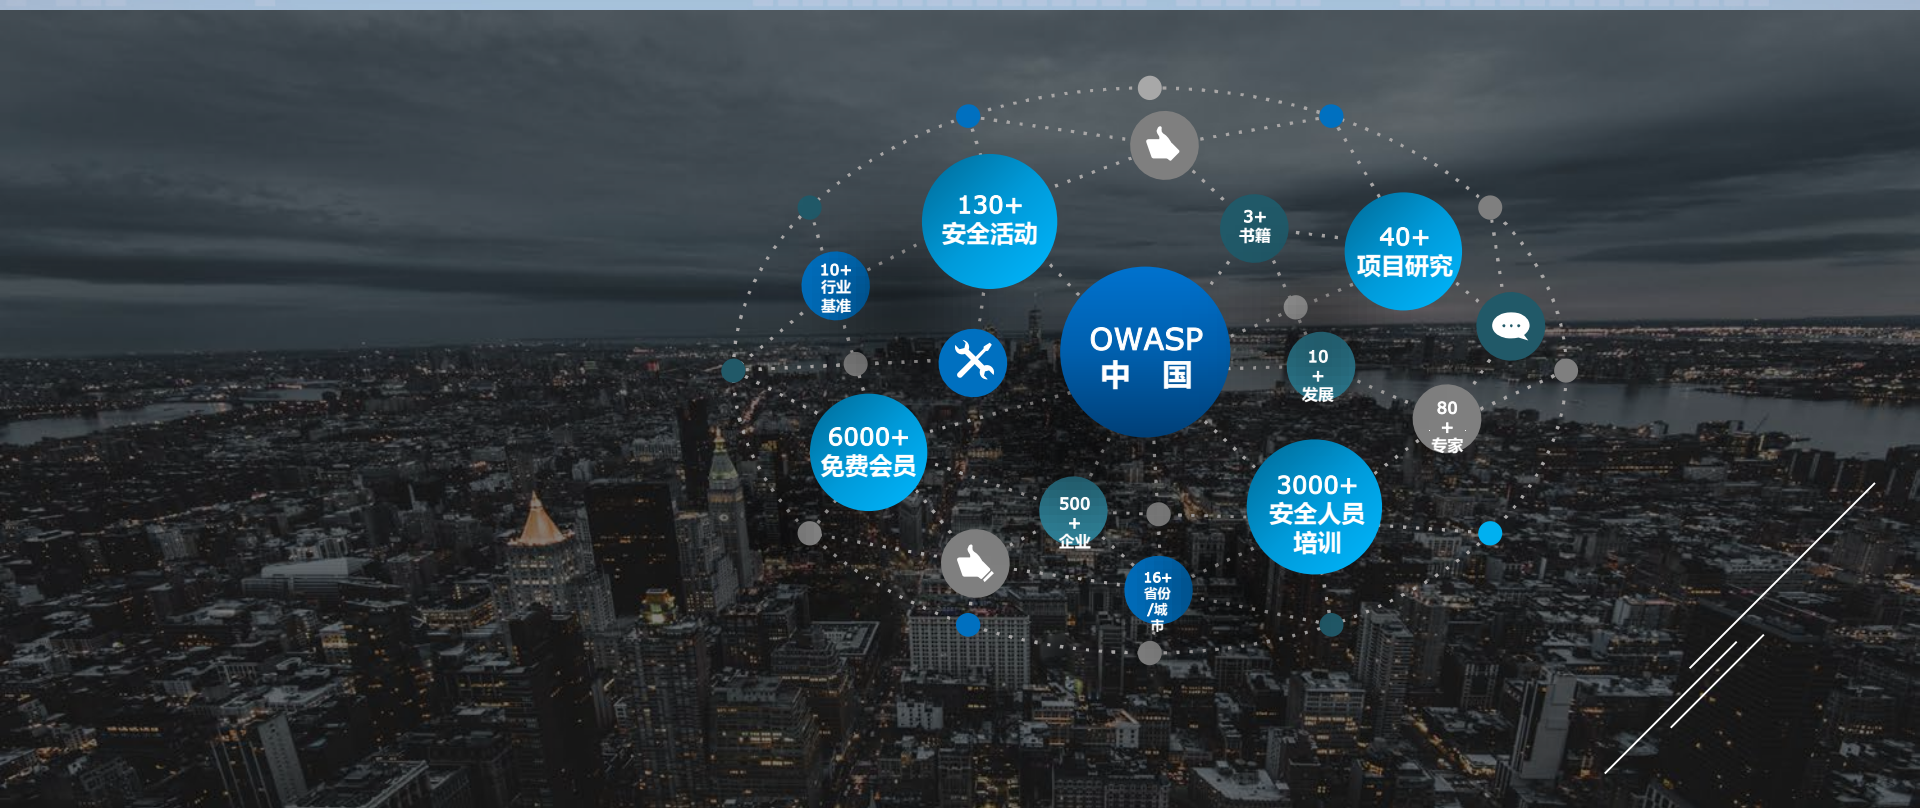 130+
安全活动
3+
书籍
40+
项目研究
10+
行业
基准
OWASP
中 国
10
+
发展
80
+
专家
6000+
免费会员
500
+
企业
3000+
安全人员
培训
16+
省份
/城
市